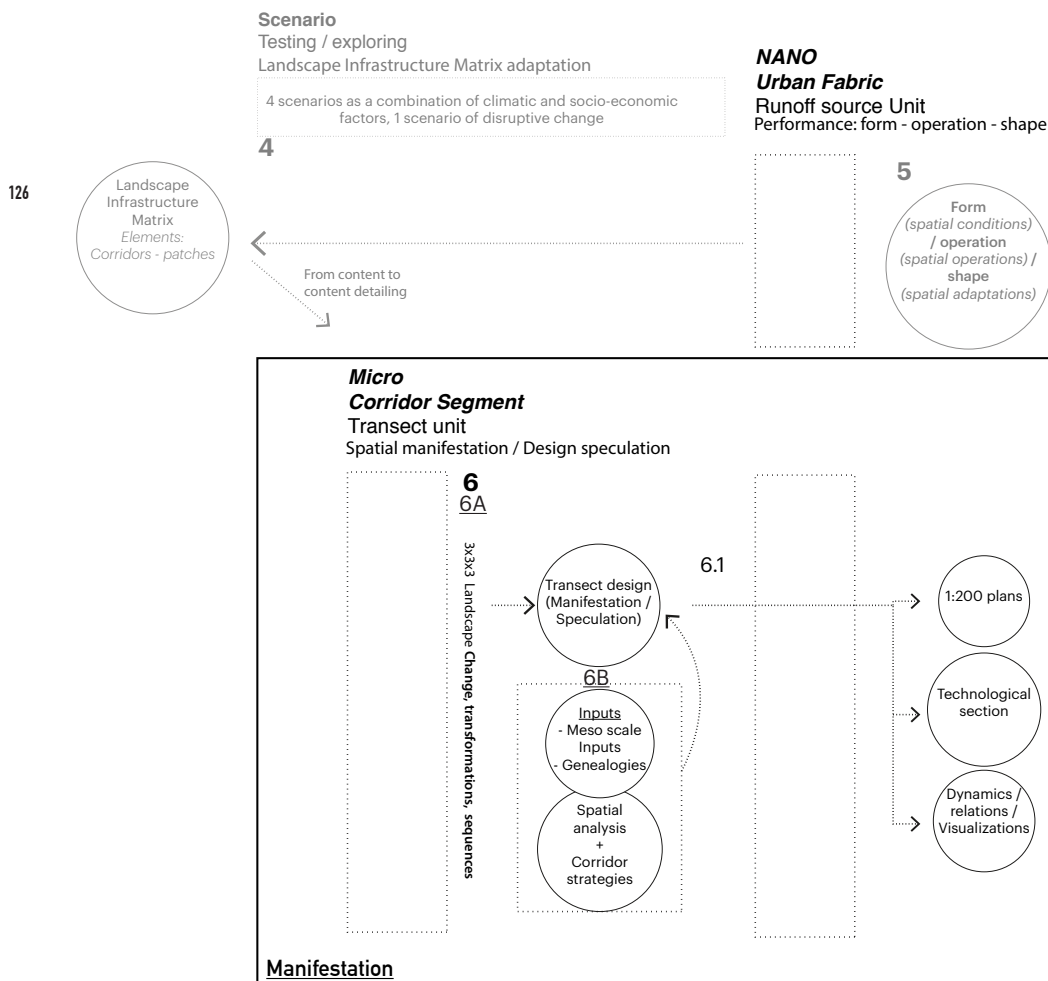 Scenario
Testing / exploring
Landscape Infrastructure Matrix adaptation
4 scenarios as a combination of climatic and socio-economic
factors, 1 scenario of disruptive change
4
NANO
Urban Fabric
Runoff source Unit
Performance: form - operation - shape
126
Landscape
Infrastructure
Matrix
Elements:
Corridors - patches
From content to
content detailing
5
Form
(spatial conditions)
/ operation
(spatial operations) /
shape
(spatial adaptations)
Micro
Corridor Segment
Transect unit
Spatial manifestation / Design speculation
6
6A
3x3x3 Landscape Change, transformations, sequences
Transect design
(Manifestation /
Speculation)
6.1
6B
Inputs
- Meso scale
Inputs
- Genealogies
Spatial
analysis
+
Corridor
strategies
1:200 plans
Technological
section
Dynamics /
relations /
Visualizations
Manifestation